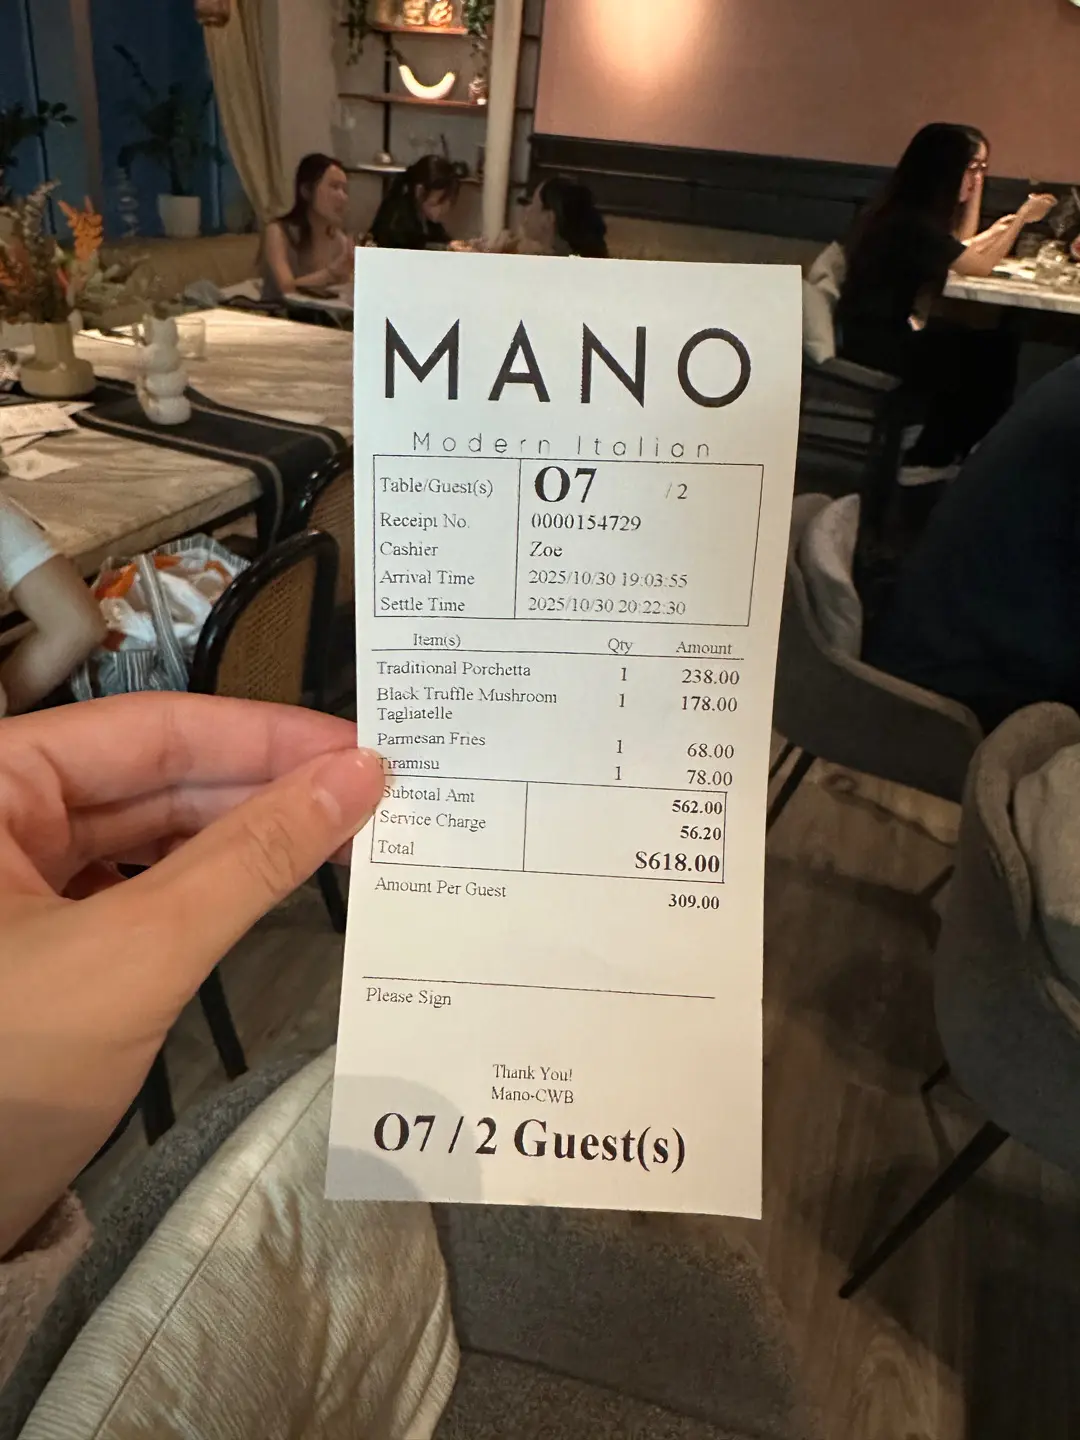 MANO
Modern Italian
Table/Guest(s) O7 / 2
Receipt No. 0000154729
Cashier Zoe
Arrival Time 2025/10/30 19:03:55
Settle Time 2025/10/30 20:22:30
Item(s) Qty Amount
Traditional Porchetta 1 238.00
Black Truffle Mushroom 1 178.00
Tagliatelle
Parmesan Fries 1 68.00
Tiramisu 1 78.00
Subtotal Amt 562.00
Service Charge 56.20
Total $618.00
Amount Per Guest 309.00
Please Sign
Thank You!
Mano-CWB
O7 / 2 Guest(s)